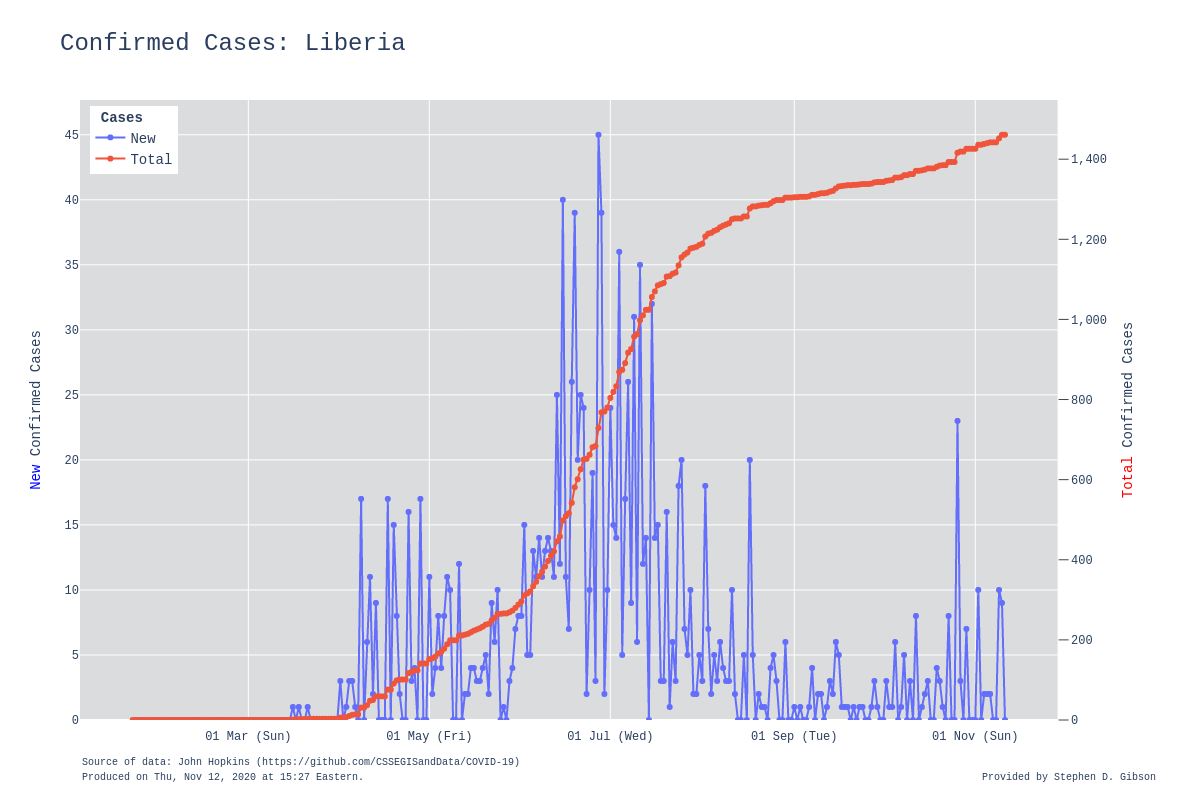 Confirmed Cases: Liberia
Cases
New
Total
45
40
35
30
25
20
15
10
5
0
1,400
1,200
1,000
800
600
400
200
0
New Confirmed Cases
Total Confirmed Cases
01 Mar (Sun)
01 May (Fri)
01 Jul (Wed)
01 Sep (Tue)
01 Nov (Sun)
Source of data: John Hopkins (https://github.com/CSSEGISandData/COVID-19)
Produced on Thu, Nov 12, 2020 at 15:27 Eastern.
Provided by Stephen D. Gibson